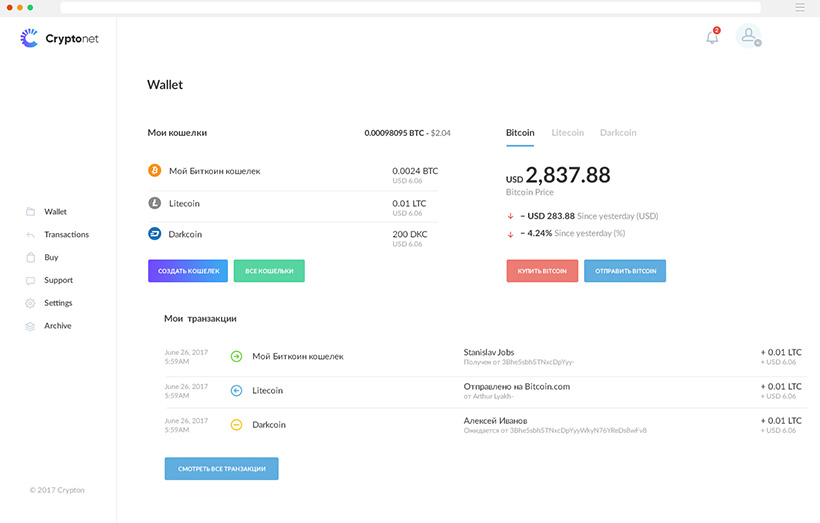 Cryptonet
2
Wallet
Мои кошелки
0.00098095 BTC - $2.04
Мой Биткоин кошелек
0.0024 BTC
USD 6.06
Litecoin
0.01 LTC
USD 6.06
Darkcoin
200 DKC
USD 6.06
СОЗДАТЬ КОШЕЛЕК
ВСЕ КОШЕЛЬКИ
Bitcoin Litecoin Darkcoin
USD 2,837.88
Bitcoin Price
– USD 283.88 Since yesterday (USD)
– 4.24% Since yesterday (%)
КУПИТЬ BITCOIN
ОТПРАВИТЬ BITCOIN
Wallet
Transactions
Buy
Support
Settings
Archive
Мои транзакции
June 26, 2017
5:59AM
Мой Биткоин кошелек
Stanislav Jobs
Получен от 3Bhe5sbh5TNxcDpYyy-
+ 0.01 LTC
+ USD 6.06
June 26, 2017
5:59AM
Litecoin
Отправлено на Bitcoin.com
от Arthur Lyakh-
+ 0.01 LTC
+ USD 6.06
June 26, 2017
5:59AM
Darkcoin
Алексей Иванов
Ожидается от 3Bhe5sbh5TNxcDpYyyWkyN76YReDs8wFv8
+ 0.01 LTC
+ USD 6.06
СМОТРЕТЬ ВСЕ ТРАНЗАКЦИИ
© 2017 Crypton